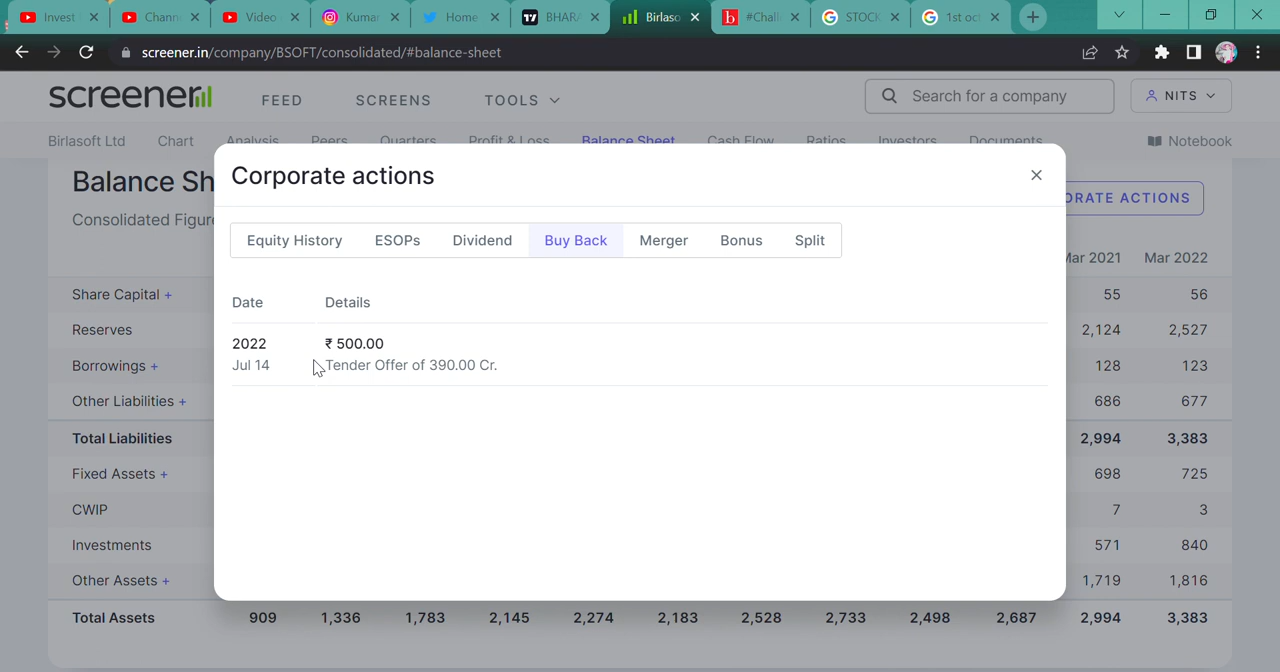 Invest
Chann
Video
Kumar
Home
BHARA
Birlaso
#Chall
STOCK
1st oct
screener.in/company/BSOFT/consolidated/#balance-sheet
screener
FEED
SCREENS
TOOLS
Search for a company
NITS
Birlasoft Ltd
Chart
Analysis
Peers
Quarters
Profit & Loss
Balance Sheet
Cash Flow
Ratios
Investors
Documents
Notebook
Balance Sh
Consolidated Figure
ORATE ACTIONS
Corporate actions
Equity History
ESOPs
Dividend
Buy Back
Merger
Bonus
Split
Date Details
2022 ₹ 500.00
Jul 14 Tender Offer of 390.00 Cr.
Mar 2021 Mar 2022
Share Capital + 55 56
Reserves 2,124 2,527
Borrowings + 128 123
Other Liabilities + 686 677
Total Liabilities 2,994 3,383
Fixed Assets + 698 725
CWIP 7 3
Investments 571 840
Other Assets + 1,719 1,816
Total Assets 909 1,336 1,783 2,145 2,274 2,183 2,528 2,733 2,498 2,687 2,994 3,383